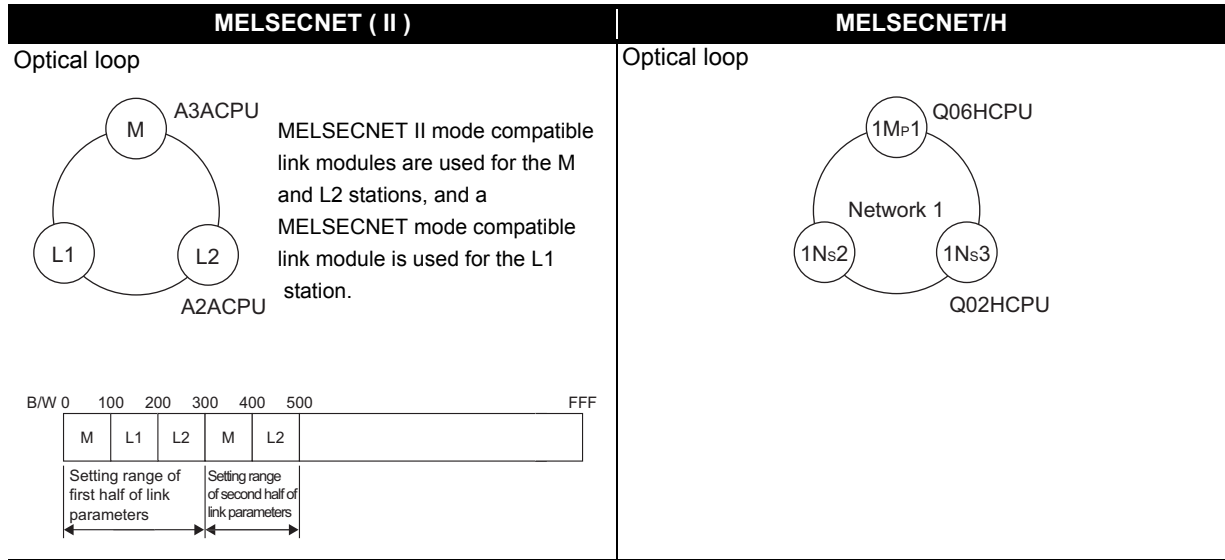 MELSECNET ( II )
MELSECNET/H
Optical loop
M
A3ACPU
L1
L2
A2ACPU
MELSECNET II mode compatible
link modules are used for the M
and L2 stations, and a
MELSECNET mode compatible
link module is used for the L1
station.
B/W 0 100 200 300 400 500 FFF
M L1 L2 M L2
Setting range of
first half of link
parameters
Setting range
of second half of
link parameters
Optical loop
1MP1
Q06HCPU
Network 1
1NS2
1NS3
Q02HCPU